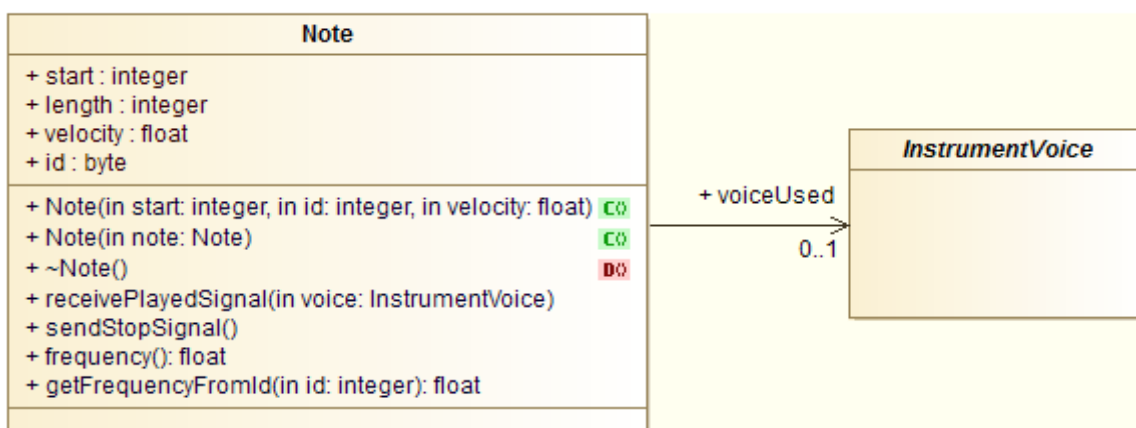 Note
+ start : integer
+ length : integer
+ velocity : float
+ id : byte
+ Note(in start: integer, in id: integer, in velocity: float) C()
+ Note(in note: Note) C()
+ ~Note() D()
+ receivePlayedSignal(in voice: InstrumentVoice)
+ sendStopSignal()
+ frequency(): float
+ getFrequencyFromId(in id: integer): float
+ voiceUsed
0..1
InstrumentVoice